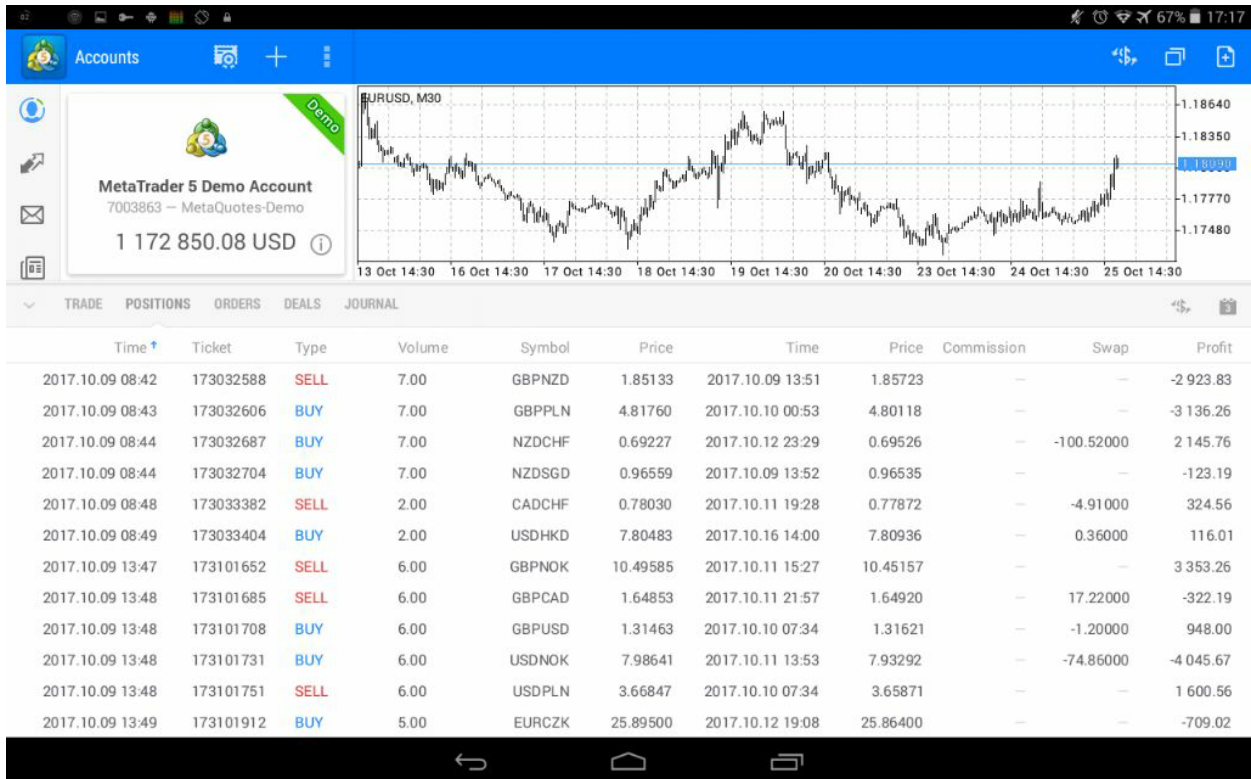 67% 17:17
Accounts
EURUSD, M30
Demo
MetaTrader 5 Demo Account
7003863 — MetaQuotes-Demo
1 172 850.08 USD
1.18640
1.18350
1.18090
1.17770
1.17480
13 Oct 14:30 16 Oct 14:30 17 Oct 14:30 18 Oct 14:30 19 Oct 14:30 20 Oct 14:30 23 Oct 14:30 24 Oct 14:30 25 Oct 14:30
TRADE POSITIONS ORDERS DEALS JOURNAL
Time Ticket Type Volume Symbol Price Time Price Commission Swap Profit
2017.10.09 08:42 173032588 SELL 7.00 GBPNZD 1.85133 2017.10.09 13:51 1.85723 — — -2 923.83
2017.10.09 08:43 173032606 BUY 7.00 GBPPLN 4.81760 2017.10.10 00:53 4.80118 — — -3 136.26
2017.10.09 08:44 173032687 BUY 7.00 NZDCHF 0.69227 2017.10.12 23:29 0.69526 — -100.52000 2 145.76
2017.10.09 08:44 173032704 BUY 7.00 NZDSGD 0.96559 2017.10.09 13:52 0.96535 — — -123.19
2017.10.09 08:48 173033382 SELL 2.00 CADCHF 0.78030 2017.10.11 19:28 0.77872 — -4.91000 324.56
2017.10.09 08:49 173033404 BUY 2.00 USDHKD 7.80483 2017.10.16 14:00 7.80936 — 0.36000 116.01
2017.10.09 13:47 173101652 SELL 6.00 GBPNOK 10.49585 2017.10.11 15:27 10.45157 — — 3 353.26
2017.10.09 13:48 173101685 SELL 6.00 GBPCAD 1.64853 2017.10.11 21:57 1.64920 — 17.22000 -322.19
2017.10.09 13:48 173101708 BUY 6.00 GBPUSD 1.31463 2017.10.10 07:34 1.31621 — -1.20000 948.00
2017.10.09 13:48 173101731 BUY 6.00 USDNOK 7.98641 2017.10.11 13:53 7.93292 — -74.86000 -4 045.67
2017.10.09 13:48 173101751 SELL 6.00 USDPLN 3.66847 2017.10.10 07:34 3.65871 — — 1 600.56
2017.10.09 13:49 173101912 BUY 5.00 EURCZK 25.89500 2017.10.12 19:08 25.86400 — — -709.02